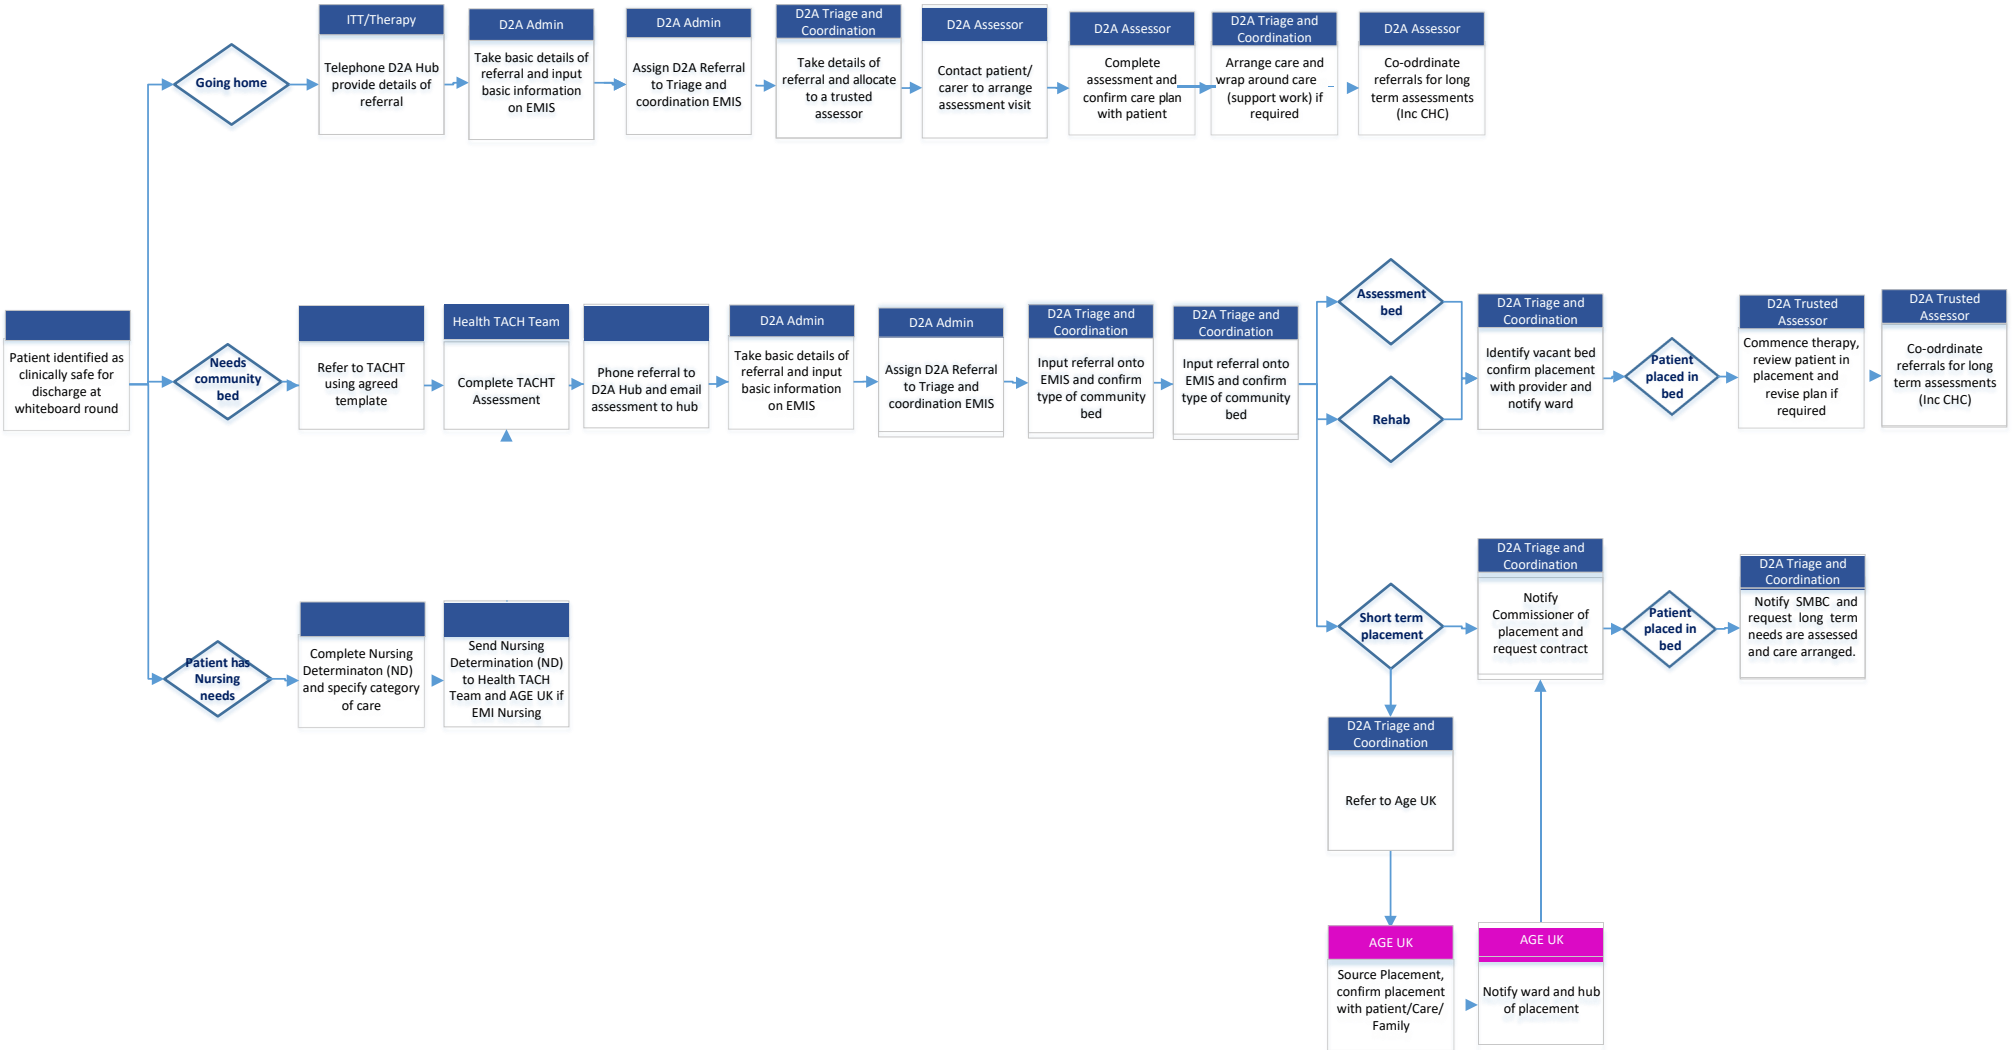 Going home
ITT/Therapy
Telephone D2A Hub
provide details of
referral
D2A Admin
Take basic details of
referral and input
basic information
on EMIS
D2A Admin
Assign D2A Referral
to Triage and
coordination EMIS
D2A Triage and
Coordination
Take details of
referral and allocate
to a trusted
assessor
D2A Assessor
Contact patient/
carer to arrange
assessment visit
D2A Assessor
Complete
assessment and
confirm care plan
with patient
D2A Triage and
Coordination
Arrange care and
wrap around care
(support work) if
required
D2A Assessor
Co-odrdinate
referrals for long
term assessments
(Inc CHC)
Patient identified as
clinically safe for
discharge at
whiteboard round
Needs
community
bed
Refer to TACHT
using agreed
template
Health TACH Team
Complete TACHT
Assessment
Phone referral to
D2A Hub and email
assessment to hub
D2A Admin
Take basic details of
referral and input
basic information
on EMIS
D2A Admin
Assign D2A Referral
to Triage and
coordination EMIS
D2A Triage and
Coordination
Input referral onto
EMIS and confirm
type of community
bed
D2A Triage and
Coordination
Input referral onto
EMIS and confirm
type of community
bed
Assessment
bed
Rehab
D2A Triage and
Coordination
Identify vacant bed
confirm placement
with provider and
notify ward
Patient
placed in
bed
D2A Trusted
Assessor
Commence therapy,
review patient in
placement and
revise plan if
required
D2A Trusted
Assessor
Co-odrdinate
referrals for long
term assessments
(Inc CHC)
Patient has
Nursing
needs
Complete Nursing
Determinaton (ND)
and specify category
of care
Send Nursing
Determination (ND)
to Health TACH
Team and AGE UK if
EMI Nursing
Short term
placement
D2A Triage and
Coordination
Notify
Commissioner of
placement and
request contract
Patient
placed in
bed
D2A Triage and
Coordination
Notify SMBC and
request long term
needs are assessed
and care arranged.
D2A Triage and
Coordination
Refer to Age UK
AGE UK
Source Placement,
confirm placement
with patient/Care/
Family
AGE UK
Notify ward and hub
of placement